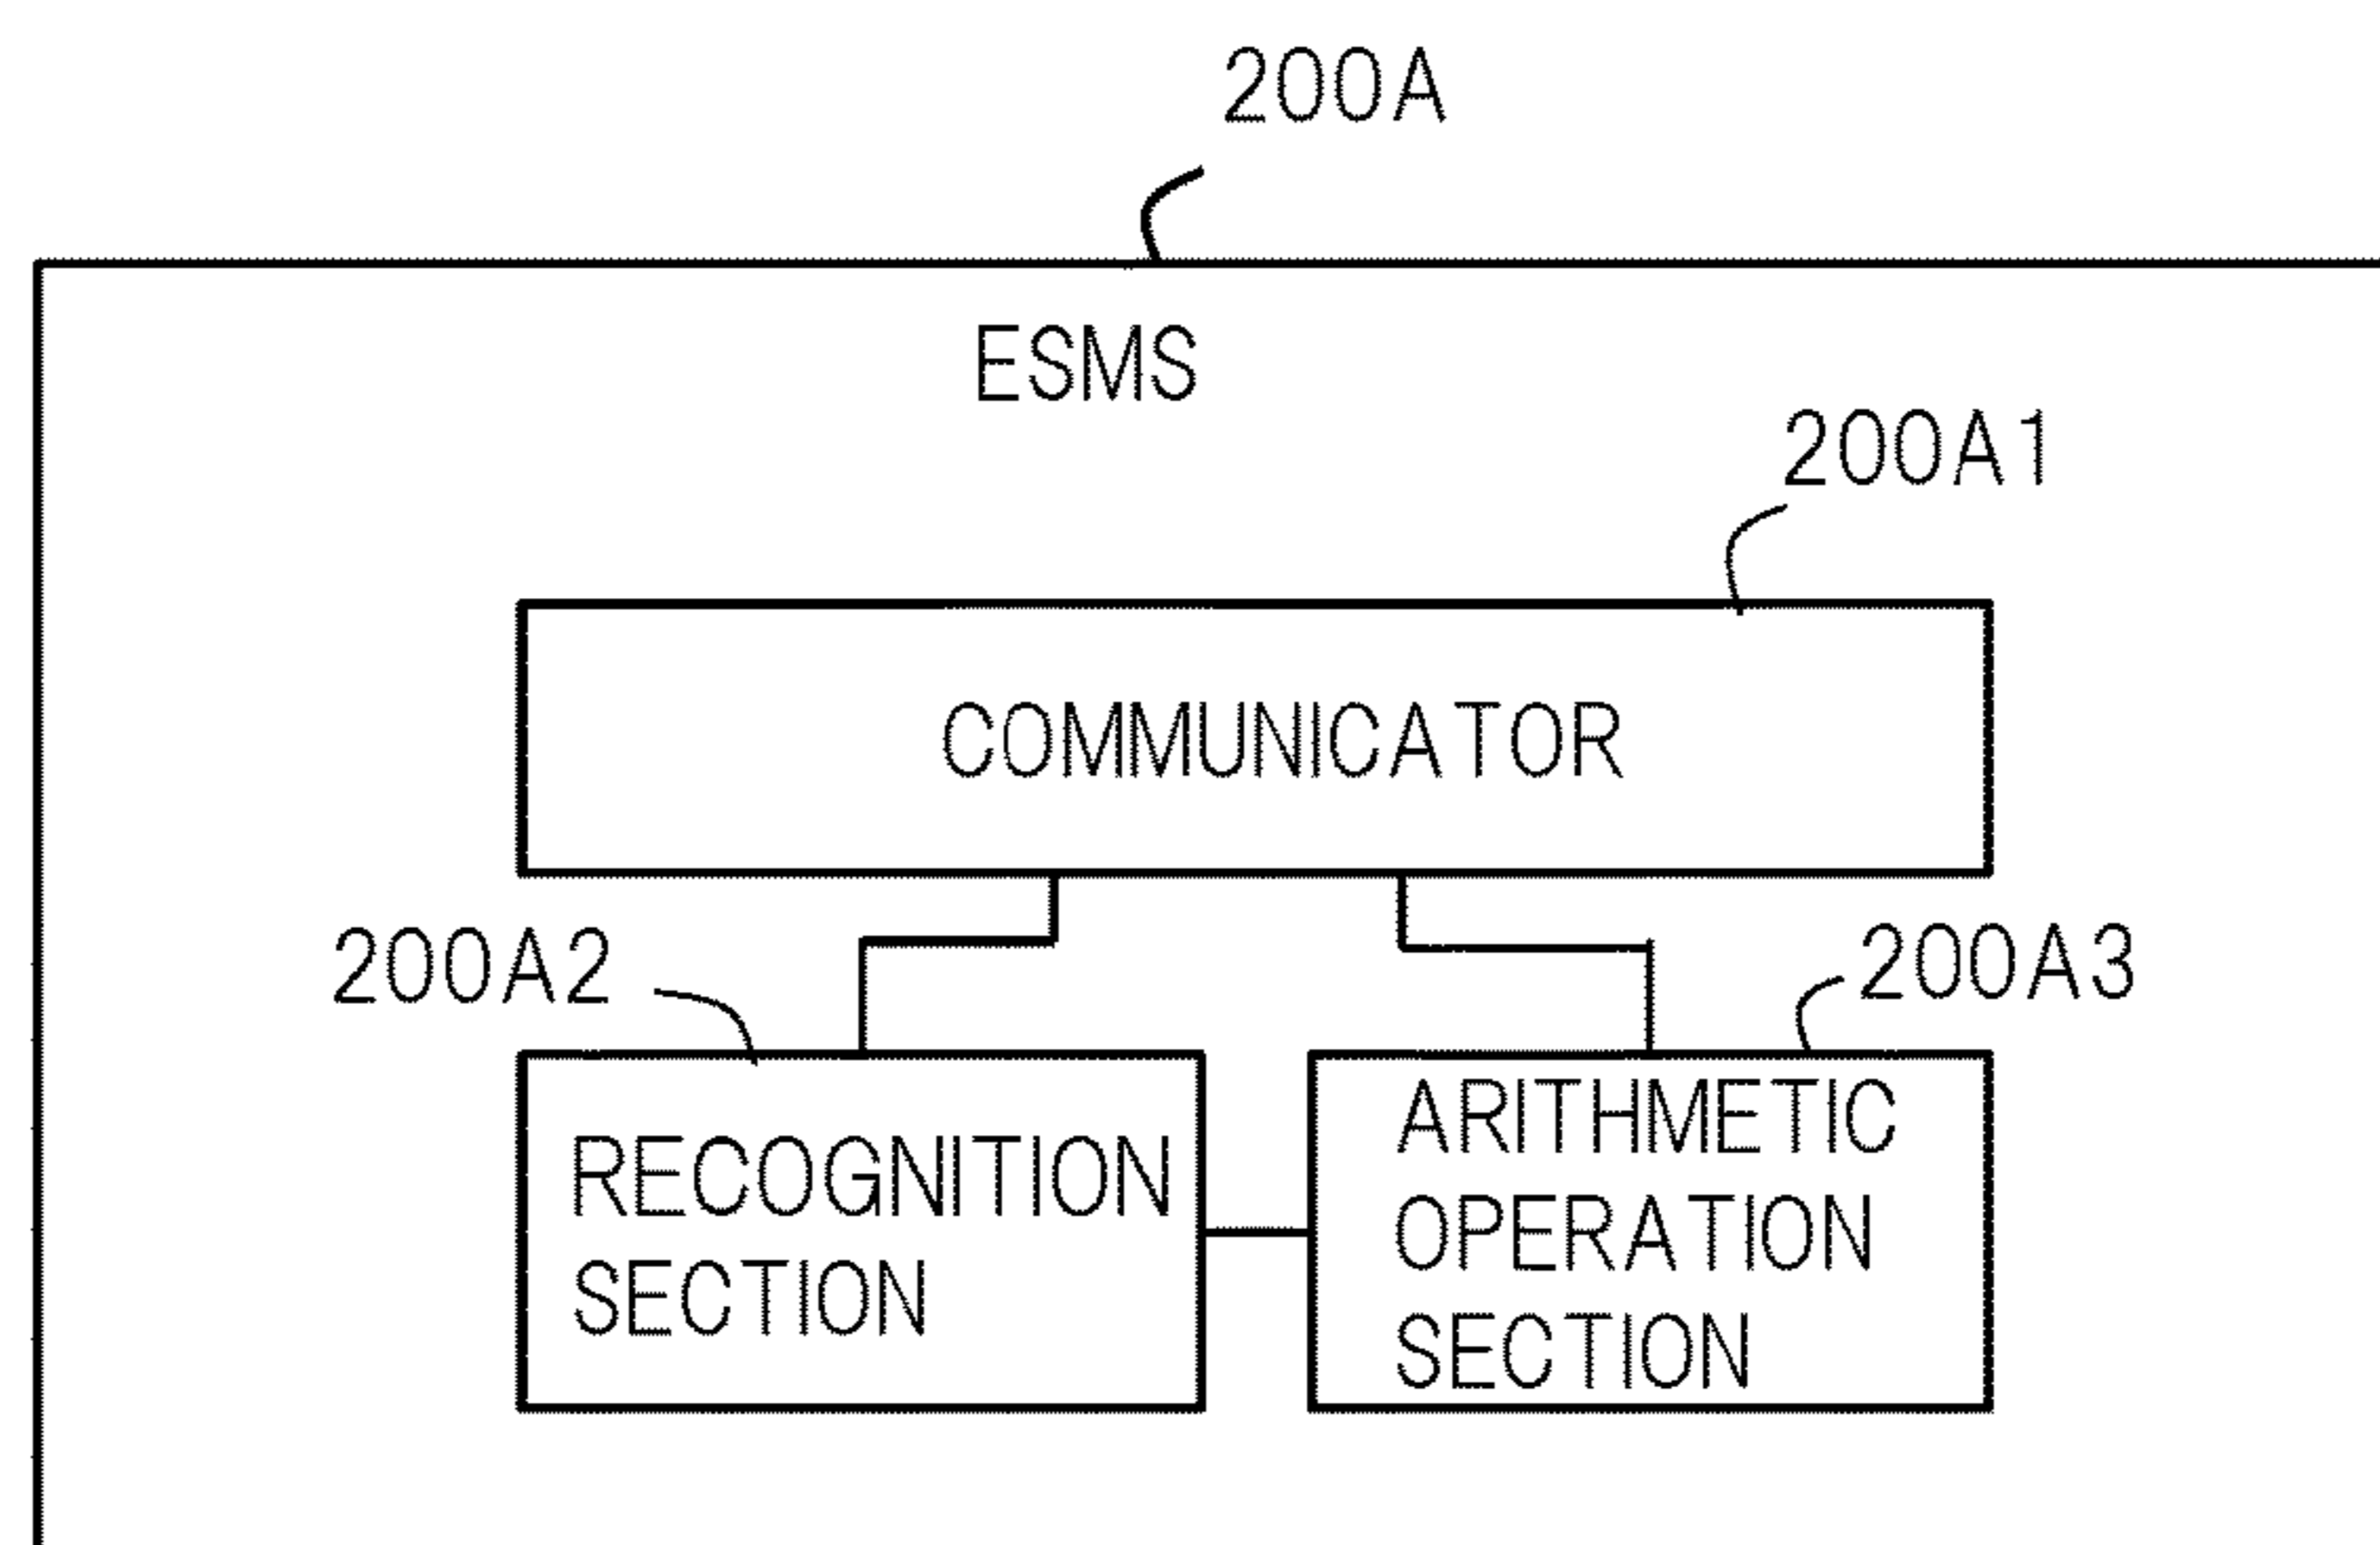 200A
ESMS
200A1
COMMUNICATOR
200A2
200A3
RECOGNITION
SECTION
ARITHMETIC
OPERATION
SECTION